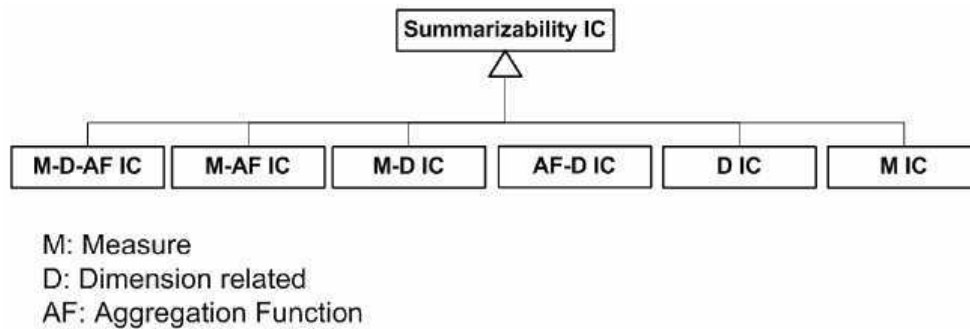 Summarizability IC
M-D-AF IC M-AF IC M-D IC AF-D IC D IC M IC
M: Measure
D: Dimension related
AF: Aggregation Function